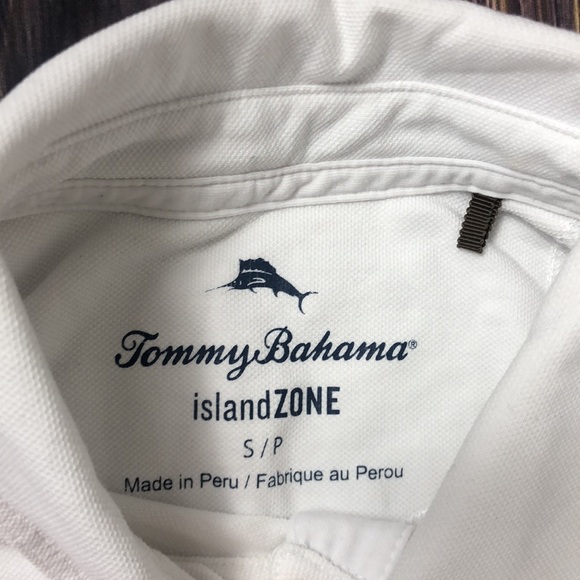 Tommy Bahama®
islandZONE
S/P
Made in Peru / Fabrique au Perou